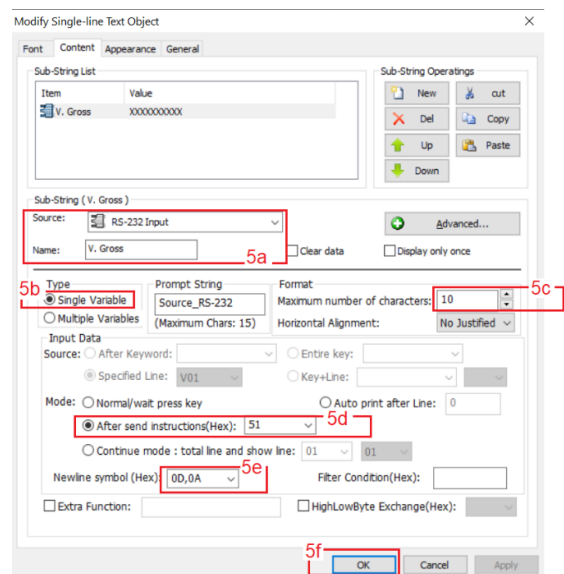 Modify Single-line Text Object
Font Content Appearance General
Sub-String List
Sub-String Operatings
Item Value
V. Gross XXXXXXXXXX
New cut
Del Copy
Up Paste
Down
Sub-String ( V. Gross )
Source: RS-232 Input
Advanced...
Name: V. Gross
5a
Clear data
Display only once
Type
Prompt String
Format
5b
Single Variable
Source_RS-232
Maximum number of characters: 10
5c
Multiple Variables
(Maximum Chars: 15)
Horizontal Alignment: No Justified
Input Data
Source: After Keyword: Entire key:
Specified Line: V01 Key+Line:
Mode: Normal/wait press key Auto print after Line: 0
After send instructions(Hex): 51
5d
Continue mode : total line and show line: 01 01
5e
Newline symbol (Hex): 0D,0A Filter Condition(Hex):
Extra Function: HighLowByte Exchange(Hex):
5f
OK Cancel Apply